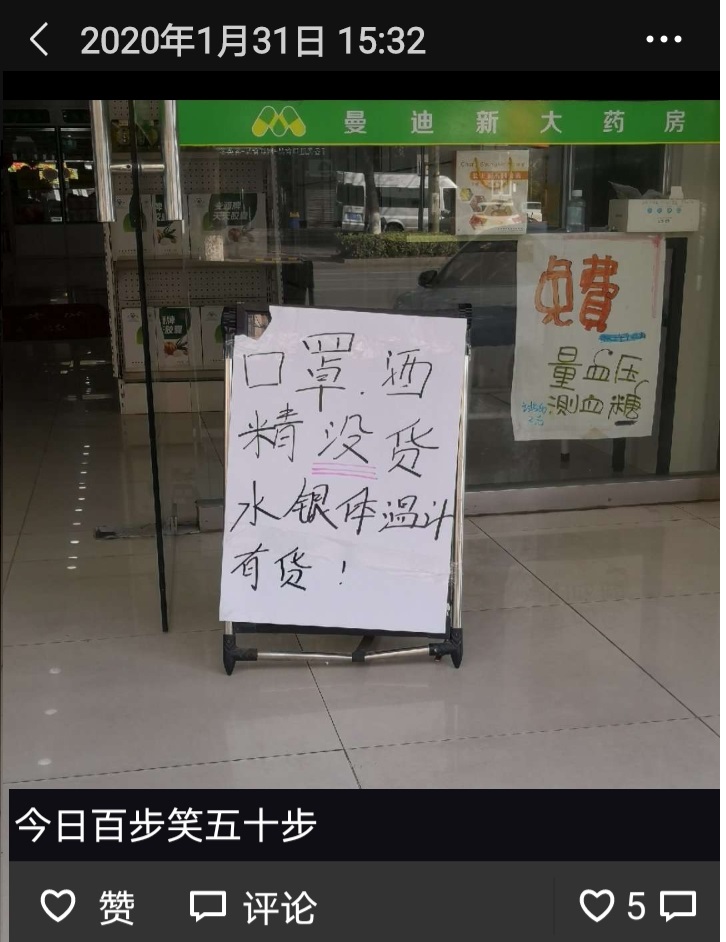 2020年1月31日 15:32
曼迪新大药房
免費
量血压
测血糖
口罩.洒
精没货
水银体温计
有货！
今日百步笑五十步
赞
评论
5